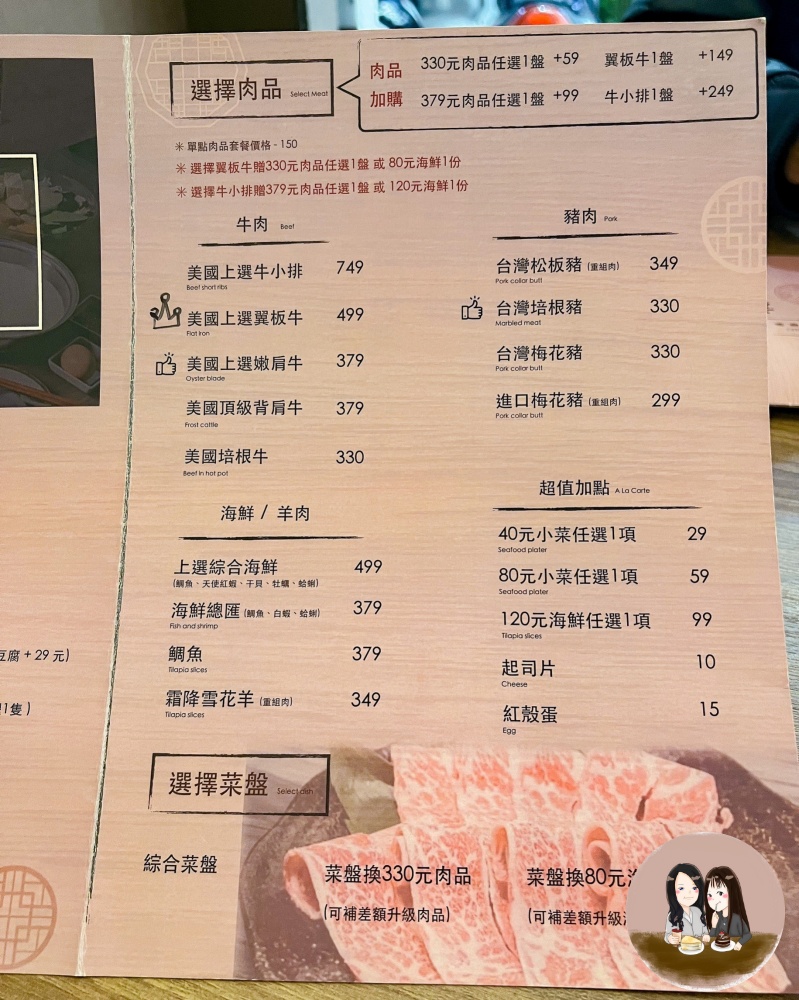 選擇肉品 Select Meat
肉品加購
330元肉品任選1盤 +59 翼板牛1盤 +149
379元肉品任選1盤 +99 牛小排1盤 +249
✳ 單點肉品套餐價格 - 150
✳ 選擇翼板牛贈330元肉品任選1盤 或 80元海鮮1份
✳ 選擇牛小排贈379元肉品任選1盤 或 120元海鮮1份
牛肉 Beef
美國上選牛小排 749
Beef short ribs
美國上選翼板牛 499
Flat Iron
美國上選嫩肩牛 379
Oyster blade
美國頂級背肩牛 379
Frost cattle
美國培根牛 330
Beef in hot pot
豬肉 Pork
台灣松板豬 (重組肉) 349
Pork collar butt
台灣培根豬 330
Marbled meat
台灣梅花豬 330
Pork collar butt
進口梅花豬 (重組肉) 299
Pork collar butt
海鮮 / 羊肉
上選綜合海鮮 499
(鯛魚、天使紅蝦、干貝、牡蠣、蛤蜊)
海鮮總匯 (鯛魚、白蝦、蛤蜊) 379
Fish and shrimp
鯛魚 379
Tilapia slices
霜降雪花羊 (重組肉) 349
Tilapia slices
超值加點 A La Carte
40元小菜任選1項 29
Seafood plater
80元小菜任選1項 59
Seafood plater
120元海鮮任選1項 99
Tilapia slices
起司片 10
Cheese
紅殼蛋 15
Egg
豆腐 + 29 元)
1隻 )
選擇菜盤 Select dish
綜合菜盤
菜盤換330元肉品
(可補差額升級肉品)
菜盤換80元
(可補差額升級